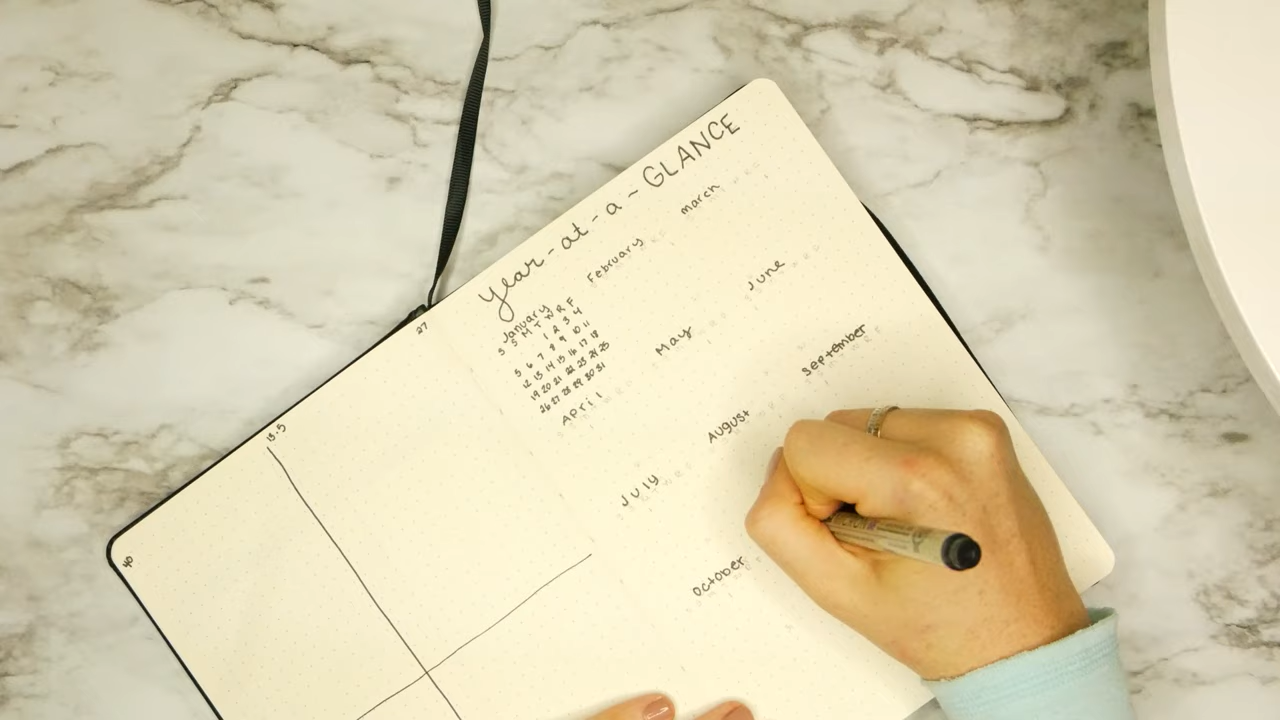 year-at-a-GLANCE
January
S S M T W R F
1 2 3 4
5 6 7 8 9 10 11
12 13 14 15 16 17 18
19 20 21 22 23 24 25
26 27 28 29 30 31
February
march
APril
May
June
July
August
september
october
27
13.5
40